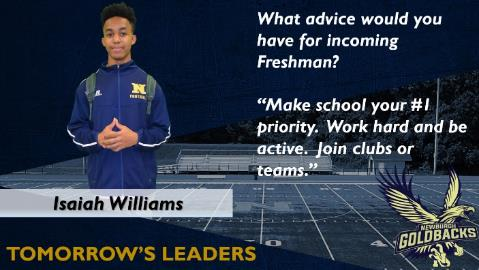 What advice would you
have for incoming
Freshman?
“Make school your #1
priority. Work hard and be
active. Join clubs or
teams.”
N
Isaiah Williams
NEWBURGH
GOLDBACKS
TOMORROW’S LEADERS